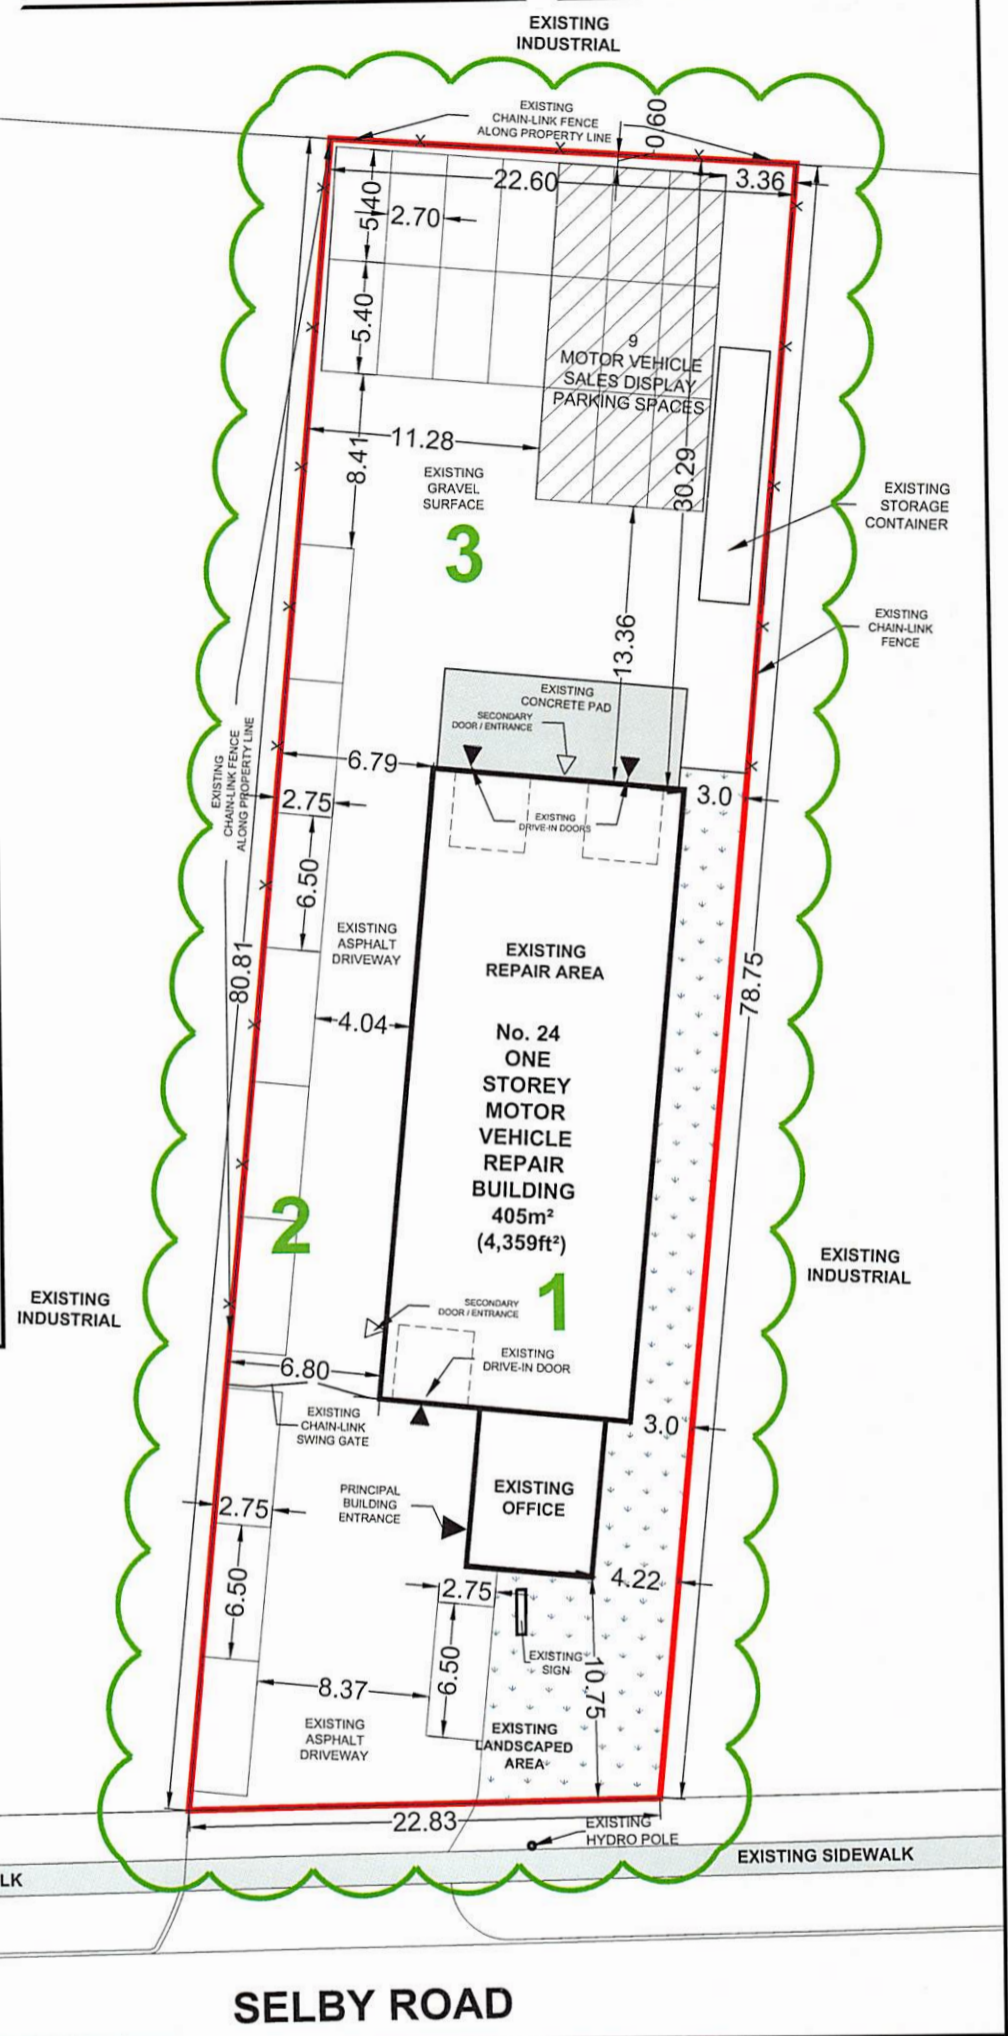 EXISTING
INDUSTRIAL
EXISTING
CHAIN-LINK FENCE
ALONG PROPERTY LINE
0.60
22.60
3.36
5.40
2.70
5.40
9
MOTOR VEHICLE
SALES DISPLAY
PARKING SPACES
11.28
8.41
30.29
EXISTING
GRAVEL
SURFACE
3
EXISTING
STORAGE
CONTAINER
EXISTING
CHAIN-LINK
FENCE
13.36
EXISTING
CONCRETE PAD
SECONDARY
DOOR / ENTRANCE
6.79
EXISTING
CHAIN-LINK FENCE
ALONG PROPERTY LINE
2.75
3.0
EXISTING
DRIVE-IN DOORS
6.50
EXISTING
ASPHALT
DRIVEWAY
EXISTING
REPAIR AREA
80.81
78.75
4.04
No. 24
ONE
STOREY
MOTOR
VEHICLE
REPAIR
BUILDING
405m²
(4,359ft²)
2
1
EXISTING
INDUSTRIAL
EXISTING
INDUSTRIAL
SECONDARY
DOOR / ENTRANCE
EXISTING
DRIVE-IN DOOR
6.80
EXISTING
CHAIN-LINK
SWING GATE
3.0
PRINCIPAL
BUILDING
ENTRANCE
EXISTING
OFFICE
2.75
6.50
2.75
4.22
6.50
EXISTING
SIGN
10.75
8.37
EXISTING
ASPHALT
DRIVEWAY
EXISTING
LANDSCAPED
AREA
22.83
EXISTING
HYDRO POLE
EXISTING SIDEWALK
LK
SELBY ROAD